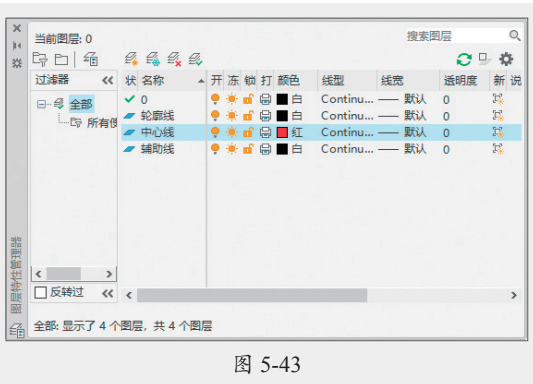 当前图层: 0
搜索图层
过滤器
状 名称 开 冻 锁 打 颜色 线型 线宽 透明度 新 说
全部
所有使
0 白 Continu... 默认 0
轮廓线 白 Continu... 默认 0
中心线 红 Continu... 默认 0
辅助线 白 Continu... 默认 0
反转过
全部: 显示了 4 个图层, 共 4 个图层
图层特性管理器
图 5-43